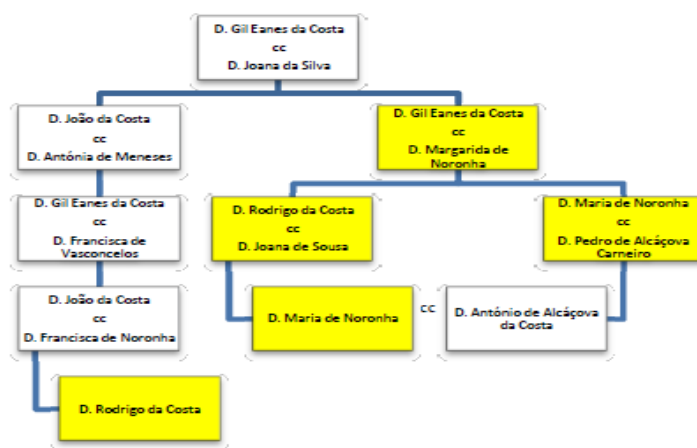 D. Gil Eanes da Costa
cc
D. Joana da Silva
D. João da Costa
cc
D. Antónia de Meneses
D. Gil Eanes da Costa
cc
D. Margarida de
Noronha
D. Gil Eanes da Costa
cc
D. Francisca de
Vasconcelos
D. Rodrigo da Costa
cc
D. Joana de Sousa
D. Maria de Noronha
cc
D. Pedro de Alcáçova
Carneiro
D. João da Costa
cc
D. Francisca de Noronha
D. Maria de Noronha
cc
D. António de Alcáçova
da Costa
D. Rodrigo da Costa